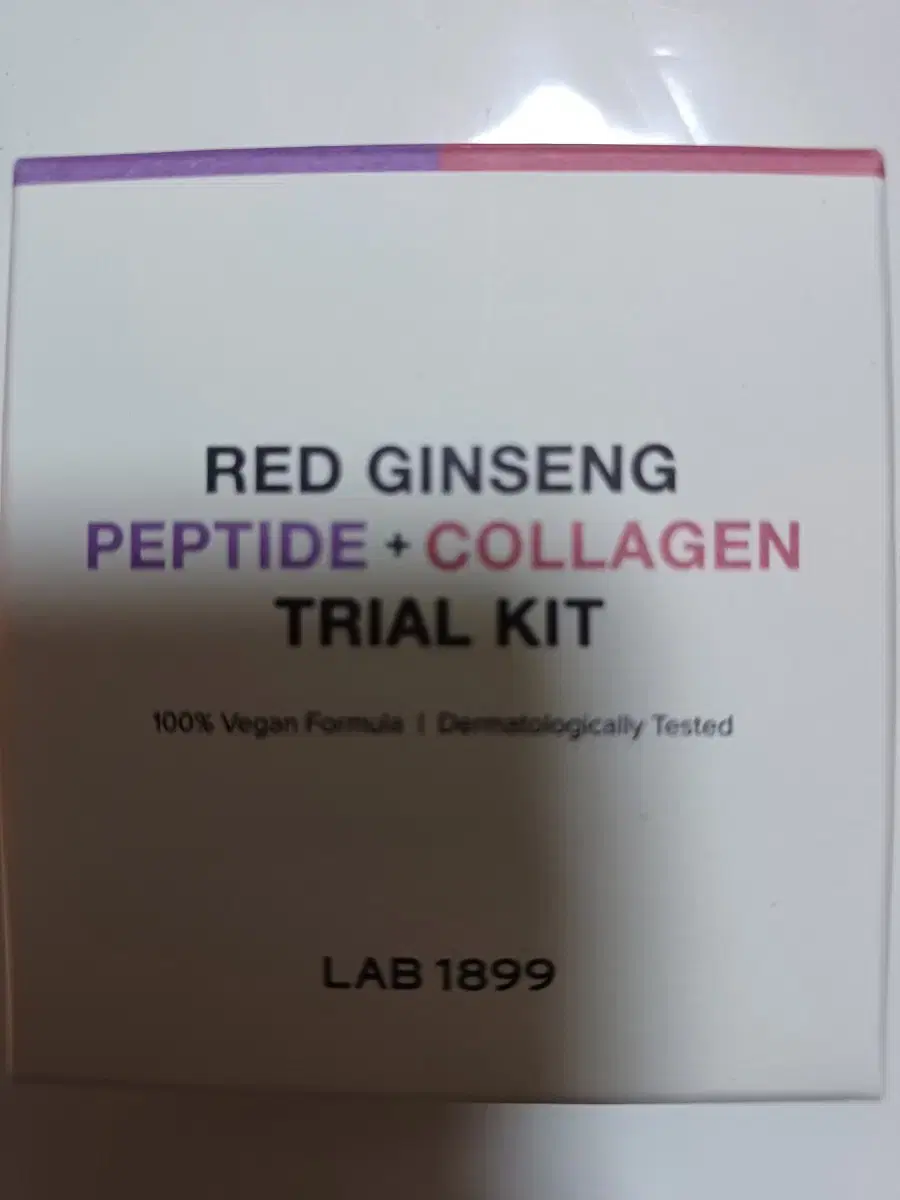 RED GINSENG
PEPTIDE + COLLAGEN
TRIAL KIT
100% Vegan Formula | Dermatologically Tested
LAB 1899